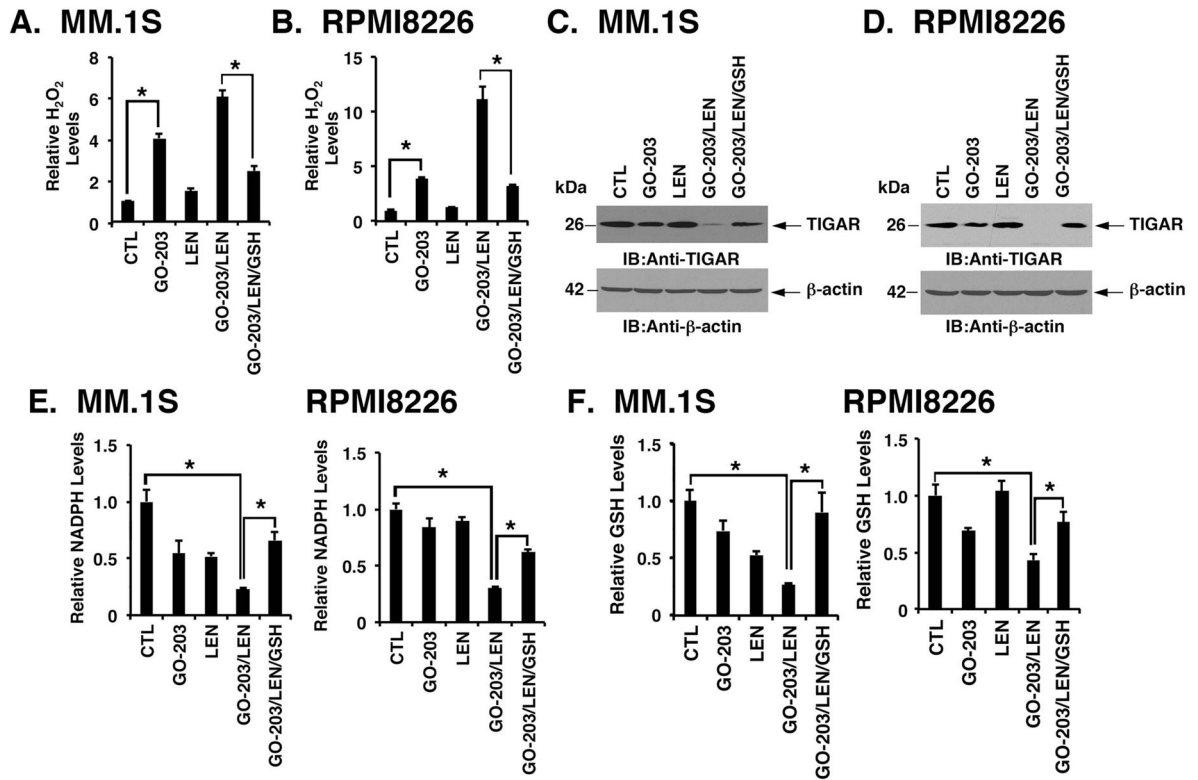 A. MM.1S
B. RPMI8226
C. MM.1S
D. RPMI8226
Relative H2O2
Levels
8
6
4
2
0
*
*
CTL
GO-203
LEN
GO-203/LEN
GO-203/LEN/GSH
Relative H2O2
Levels
15
10
5
0
*
*
CTL
GO-203
LEN
GO-203/LEN
GO-203/LEN/GSH
kDa
CTL
GO-203
LEN
GO-203/LEN
GO-203/LEN/GSH
26
TIGAR
IB:Anti-TIGAR
42
β-actin
IB:Anti-β-actin
kDa
CTL
GO-203
LEN
GO-203/LEN
GO-203/LEN/GSH
26
TIGAR
IB:Anti-TIGAR
42
β-actin
IB:Anti-β-actin
E. MM.1S
RPMI8226
F. MM.1S
RPMI8226
Relative NADPH Levels
1.5
1.0
0.5
0
*
*
CTL
GO-203
LEN
GO-203/LEN
GO-203/LEN/GSH
Relative NADPH Levels
1.5
1.0
0.5
0
*
*
CTL
GO-203
LEN
GO-203/LEN
GO-203/LEN/GSH
Relative GSH Levels
1.5
1.0
0.5
0
*
*
CTL
GO-203
LEN
GO-203/LEN
GO-203/LEN/GSH
Relative GSH Levels
1.5
1.0
0.5
0
*
*
CTL
GO-203
LEN
GO-203/LEN
GO-203/LEN/GSH